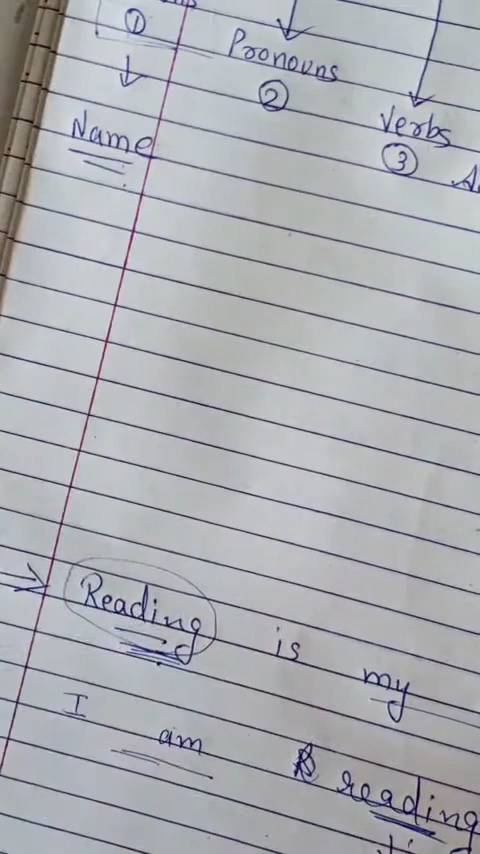 ①
Pronouns
②
Verbs
③
Name
Reading is my
I am reading